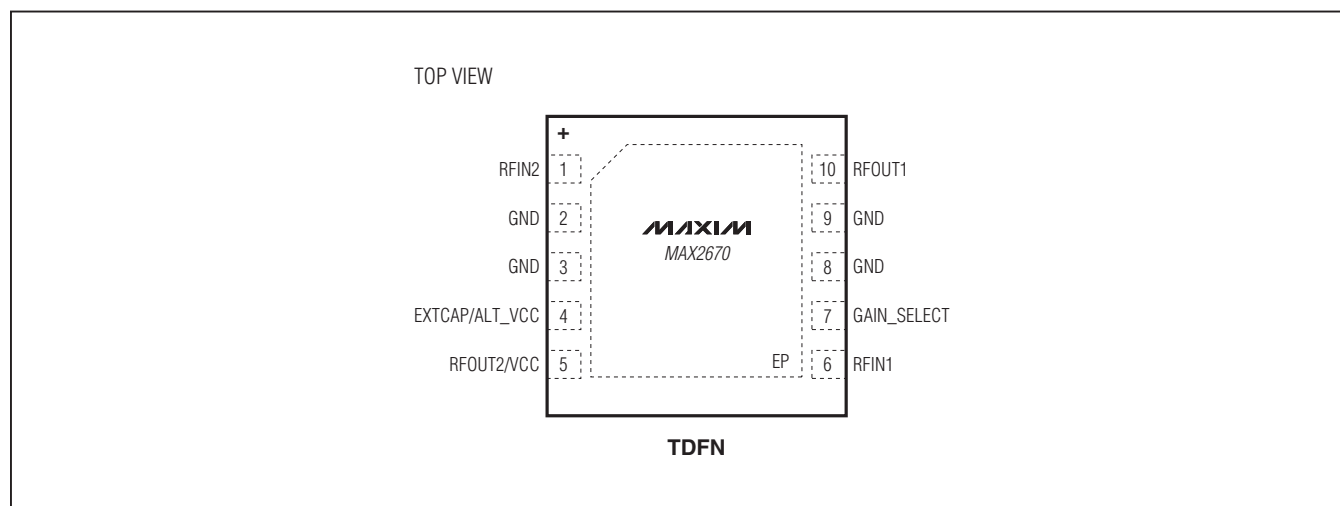 TOP VIEW
+
RFIN2 1
GND 2
GND 3
EXTCAP/ALT_VCC 4
RFOUT2/VCC 5
MAXIM
MAX2670
EP
10 RFOUT1
9 GND
8 GND
7 GAIN_SELECT
6 RFIN1
TDFN